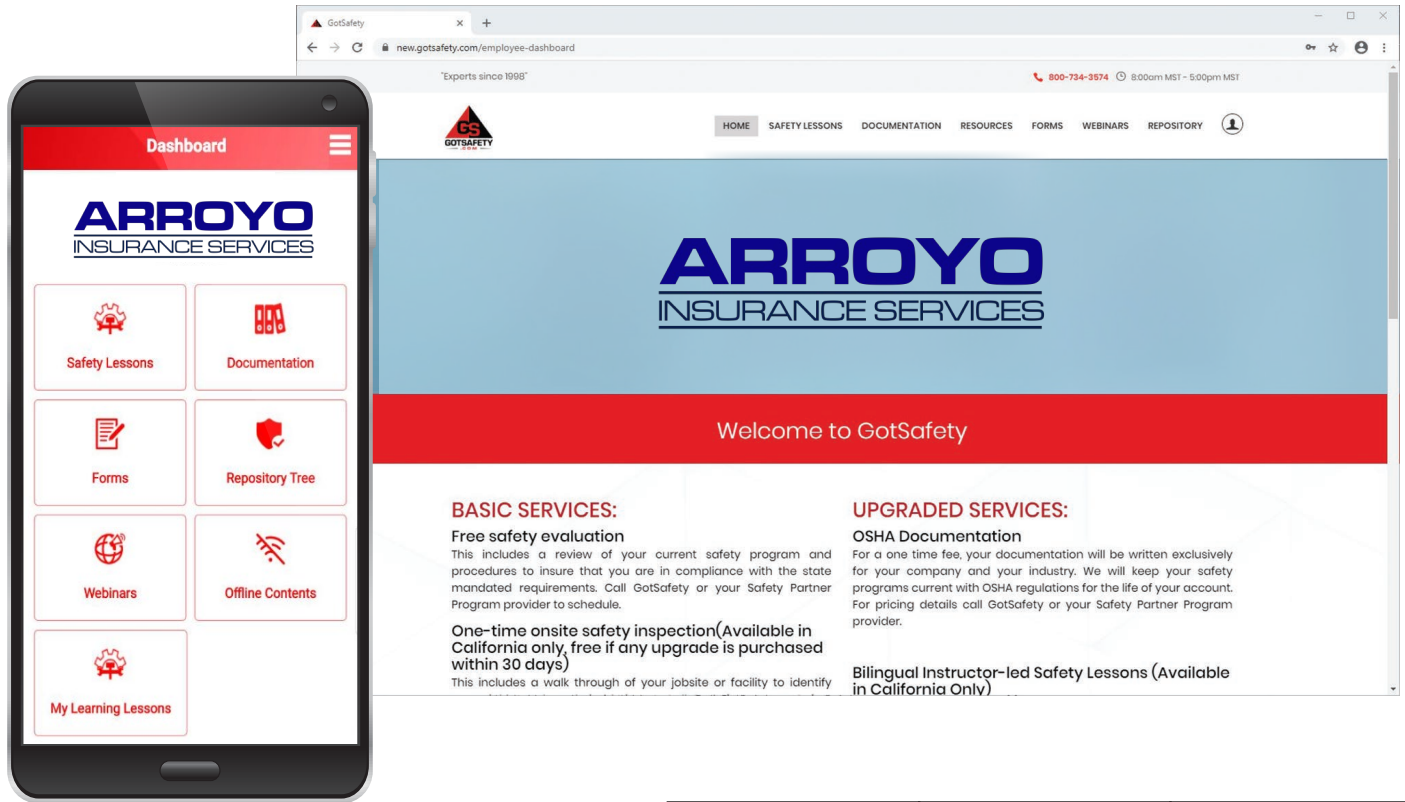 GotSafety
new.gotsafety.com/employee-dashboard
"Experts since 1998"
800-734-3574 8:00am MST - 5:00pm MST
GS
GOTSAFETY
.COM
HOME SAFETY LESSONS DOCUMENTATION RESOURCES FORMS WEBINARS REPOSITORY
ARROYO
INSURANCE SERVICES
Welcome to GotSafety
BASIC SERVICES:
Free safety evaluation
This includes a review of your current safety program and
procedures to insure that you are in compliance with the state
mandated requirements. Call GotSafety or your Safety Partner
Program provider to schedule.
One-time onsite safety inspection(Available in
California only, free if any upgrade is purchased
within 30 days)
This includes a walk through of your jobsite or facility to identify
UPGRADED SERVICES:
OSHA Documentation
For a one time fee, your documentation will be written exclusively
for your company and your industry. We will keep your safety
programs current with OSHA regulations for the life of your account.
For pricing details call GotSafety or your Safety Partner Program
provider.
Bilingual Instructor-led Safety Lessons (Available
in California Only)
Dashboard
ARROYO
INSURANCE SERVICES
Safety Lessons
Documentation
Forms
Repository Tree
Webinars
Offline Contents
My Learning Lessons